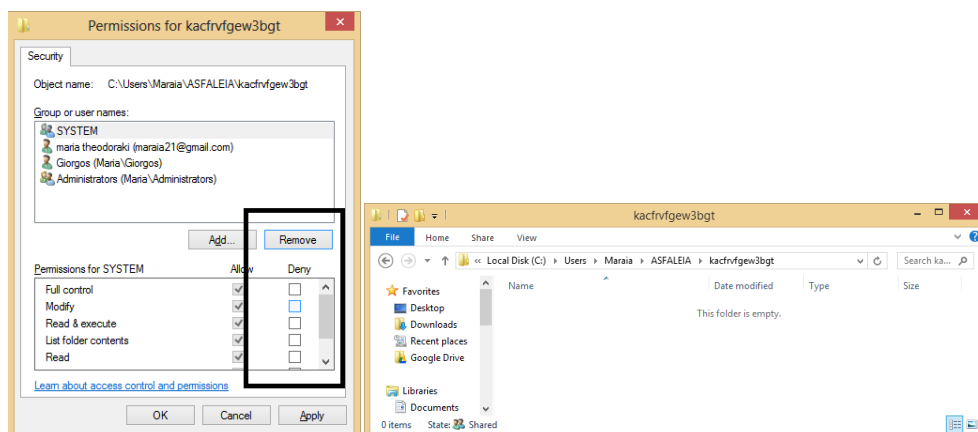 Permissions for kacfrvfgew3bgt
Security
Object name: C:\Users\Maraia\ASFALEIA\kacfrvfgew3bgt
Group or user names:
SYSTEM
maria theodoraki (maraia21@gmail.com)
Giorgos (Maria\Giorgos)
Administrators (Maria\Administrators)
Add... Remove
Permissions for SYSTEM Allow Deny
Full control
Modify
Read & execute
List folder contents
Read
Learn about access control and permissions
OK Cancel Apply
kacfrvfgew3bgt
File Home Share View
« Local Disk (C:) Users Maraia ASFALEIA kacfrvfgew3bgt Search ka...
Name Date modified Type Size
This folder is empty.
Favorites
Desktop
Downloads
Recent places
Google Drive
Libraries
Documents
0 items State: Shared